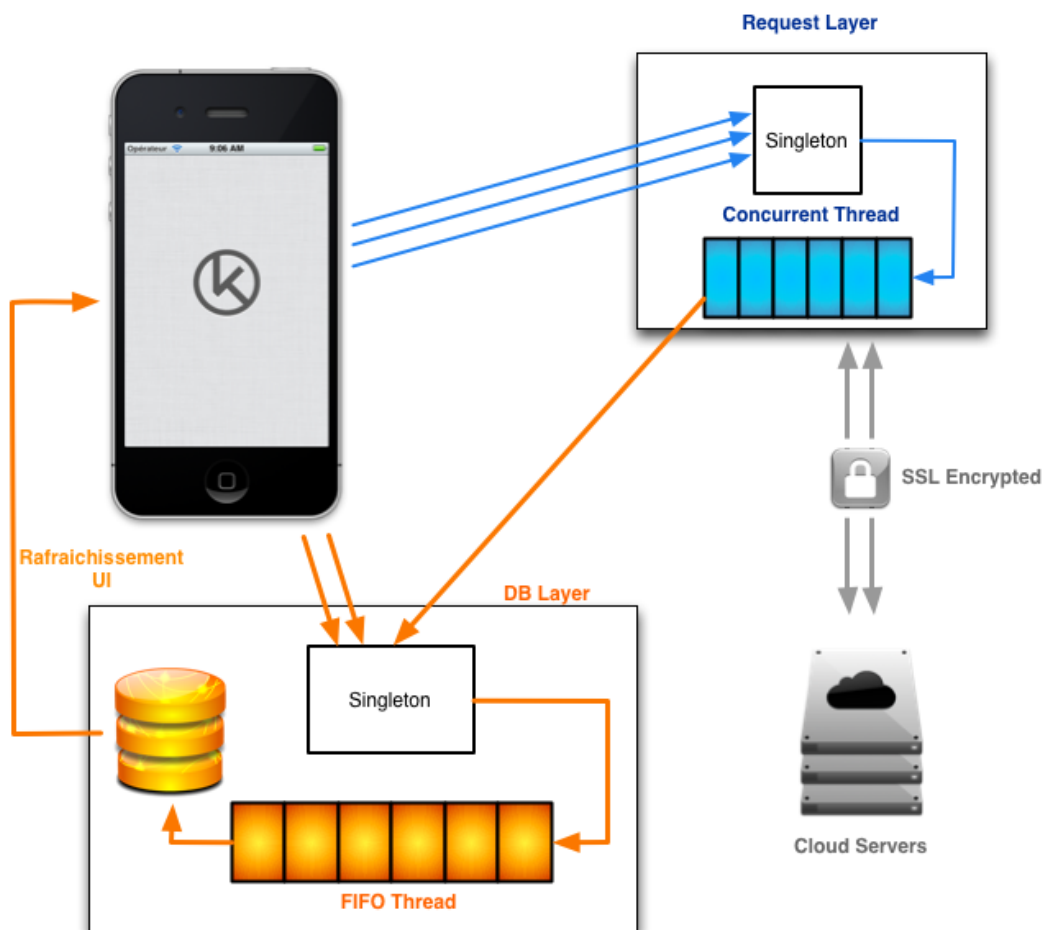 Request Layer
Opérateur
9:06 AM
Singleton
Concurrent Thread
SSL Encrypted
Rafraichissement
UI
DB Layer
Singleton
FIFO Thread
Cloud Servers